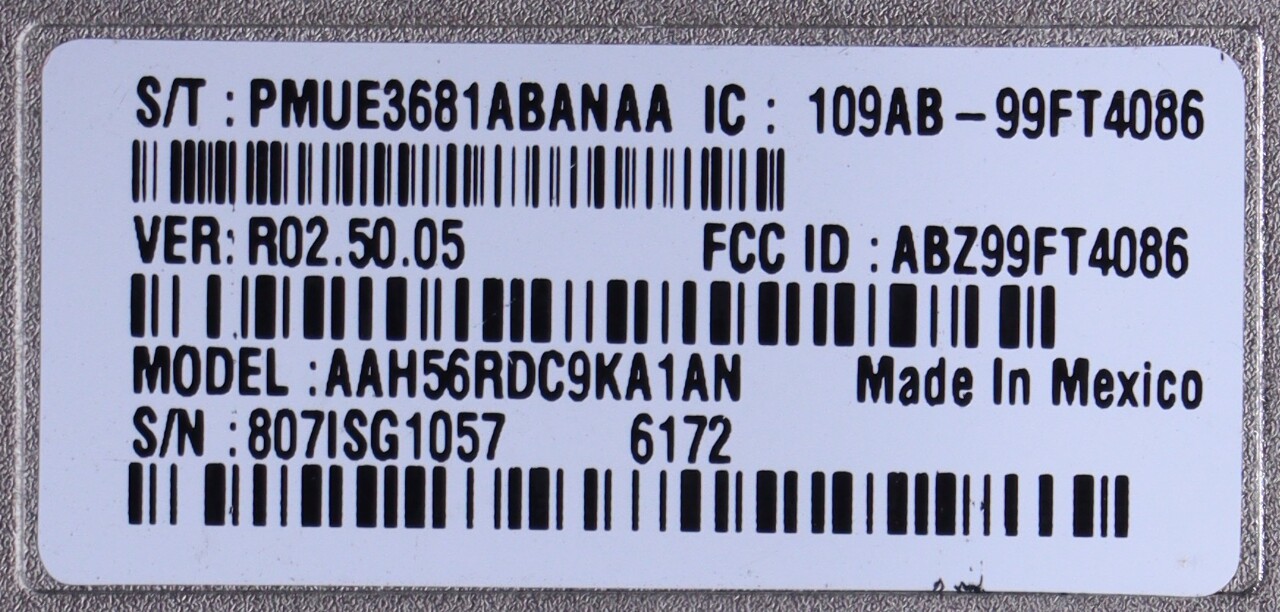 S/T : PMUE3681ABANAA IC : 109AB - 99FT4086
VER: R02.50.05 FCC ID : ABZ99FT4086
MODEL :AAH56RDC9KA1AN Made In Mexico
S/N :807ISG1057 6172